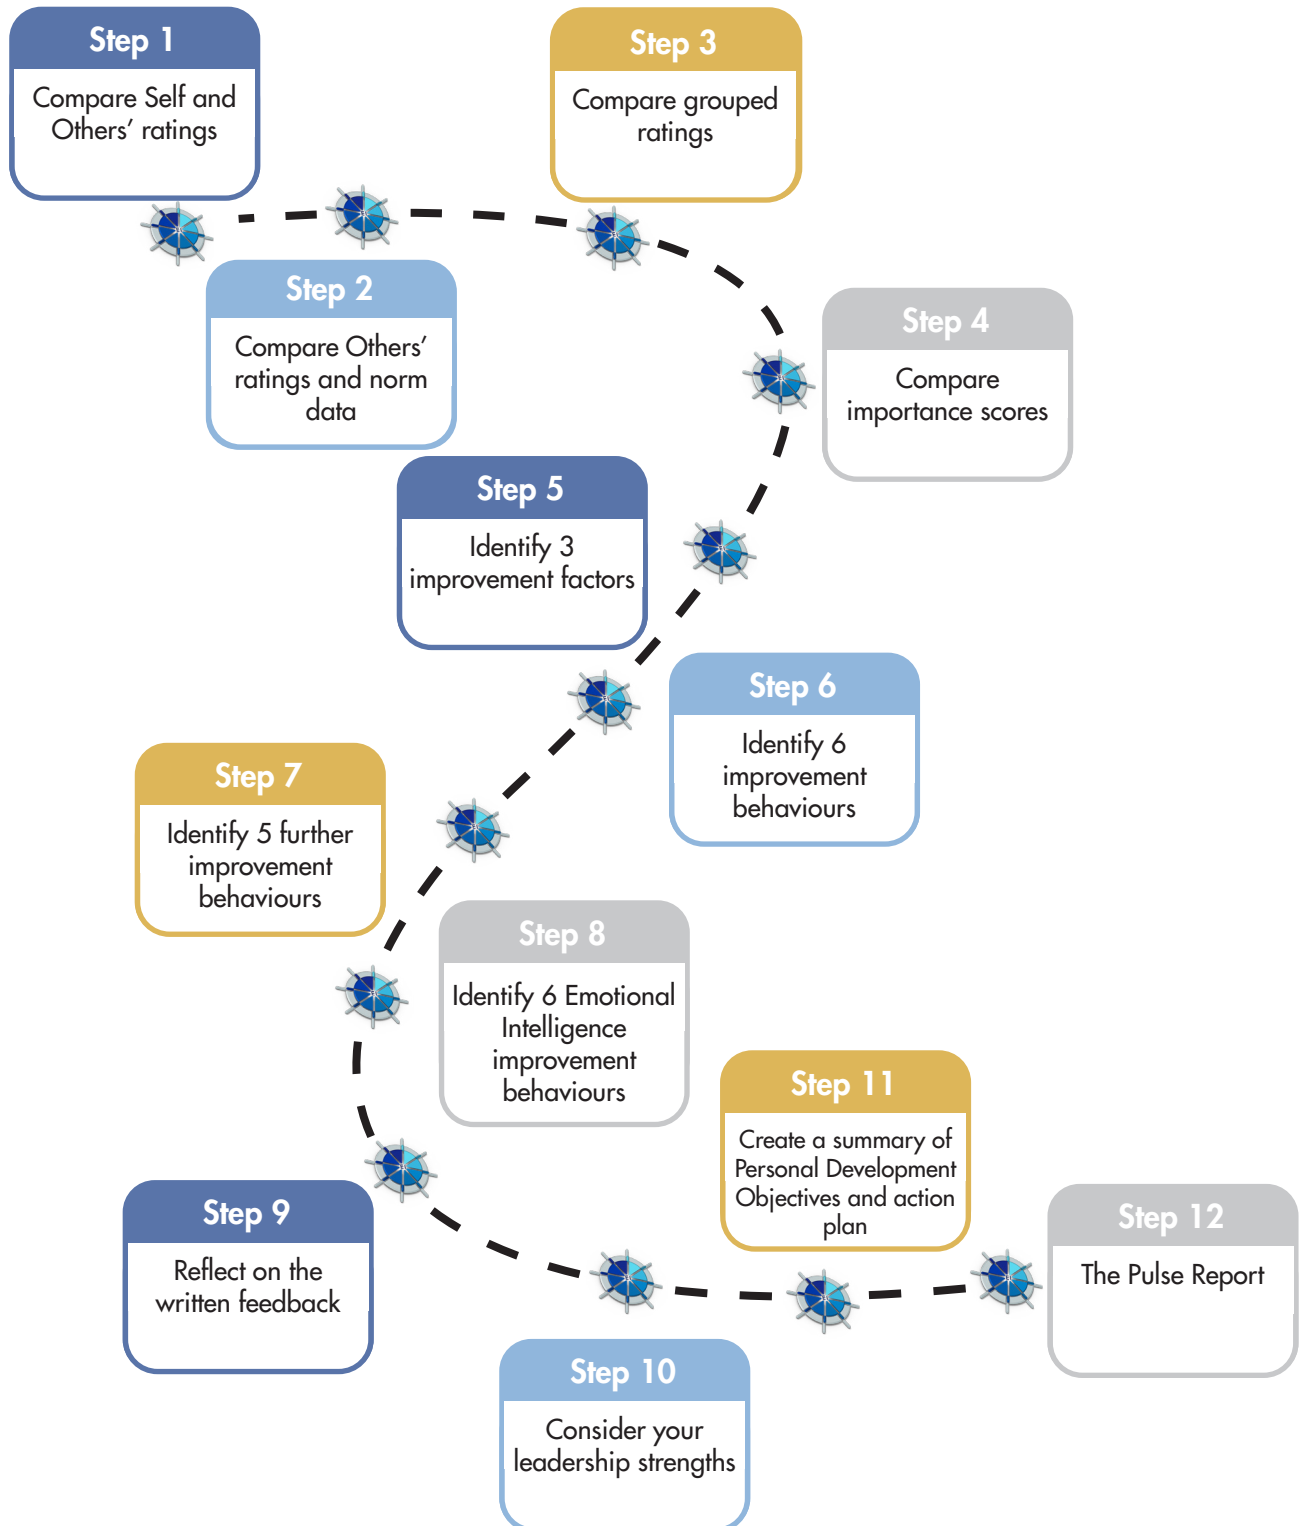 Step 1
Compare Self and
Others’ ratings
Step 2
Compare Others’
ratings and norm
data
Step 3
Compare grouped
ratings
Step 4
Compare
importance scores
Step 5
Identify 3
improvement factors
Step 6
Identify 6
improvement
behaviours
Step 7
Identify 5 further
improvement
behaviours
Step 8
Identify 6 Emotional
Intelligence
improvement
behaviours
Step 9
Reflect on the
written feedback
Step 10
Consider your
leadership strengths
Step 11
Create a summary of
Personal Development
Objectives and action
plan
Step 12
The Pulse Report